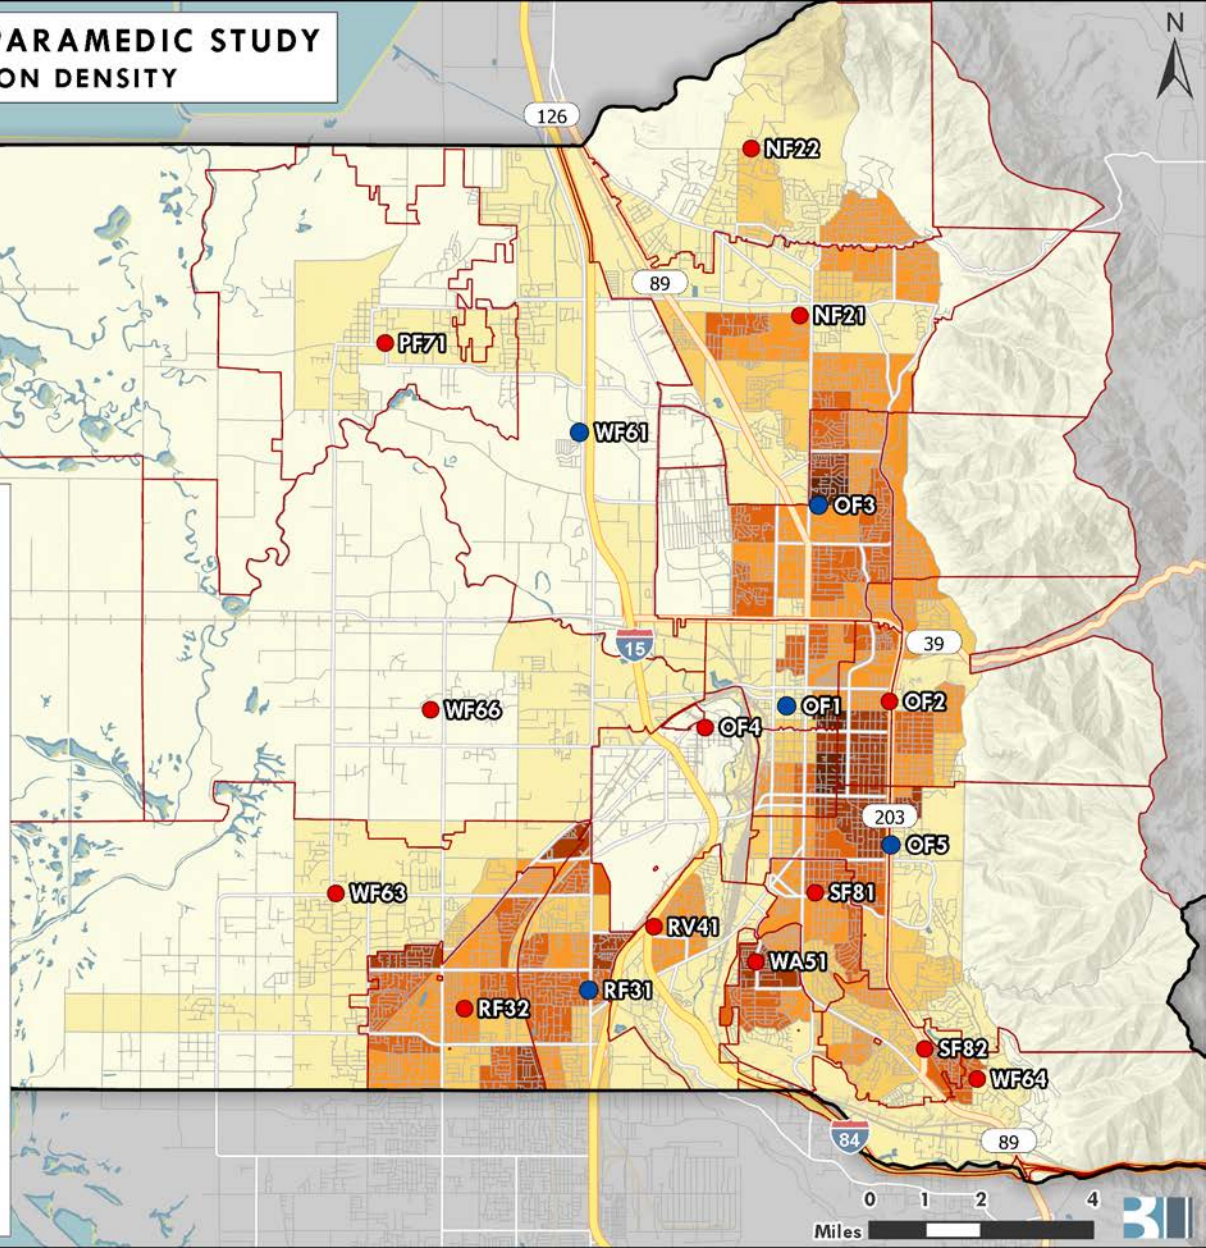 PARAMEDIC STUDY
ON DENSITY
N
126
NF22
89
NF21
PF71
WF61
OF3
15
39
WF66
OF1
OF2
OF4
203
OF5
WF63
SF81
RV41
WA51
RF31
RF32
SF82
WF64
84
89
0 1 2 4
Miles